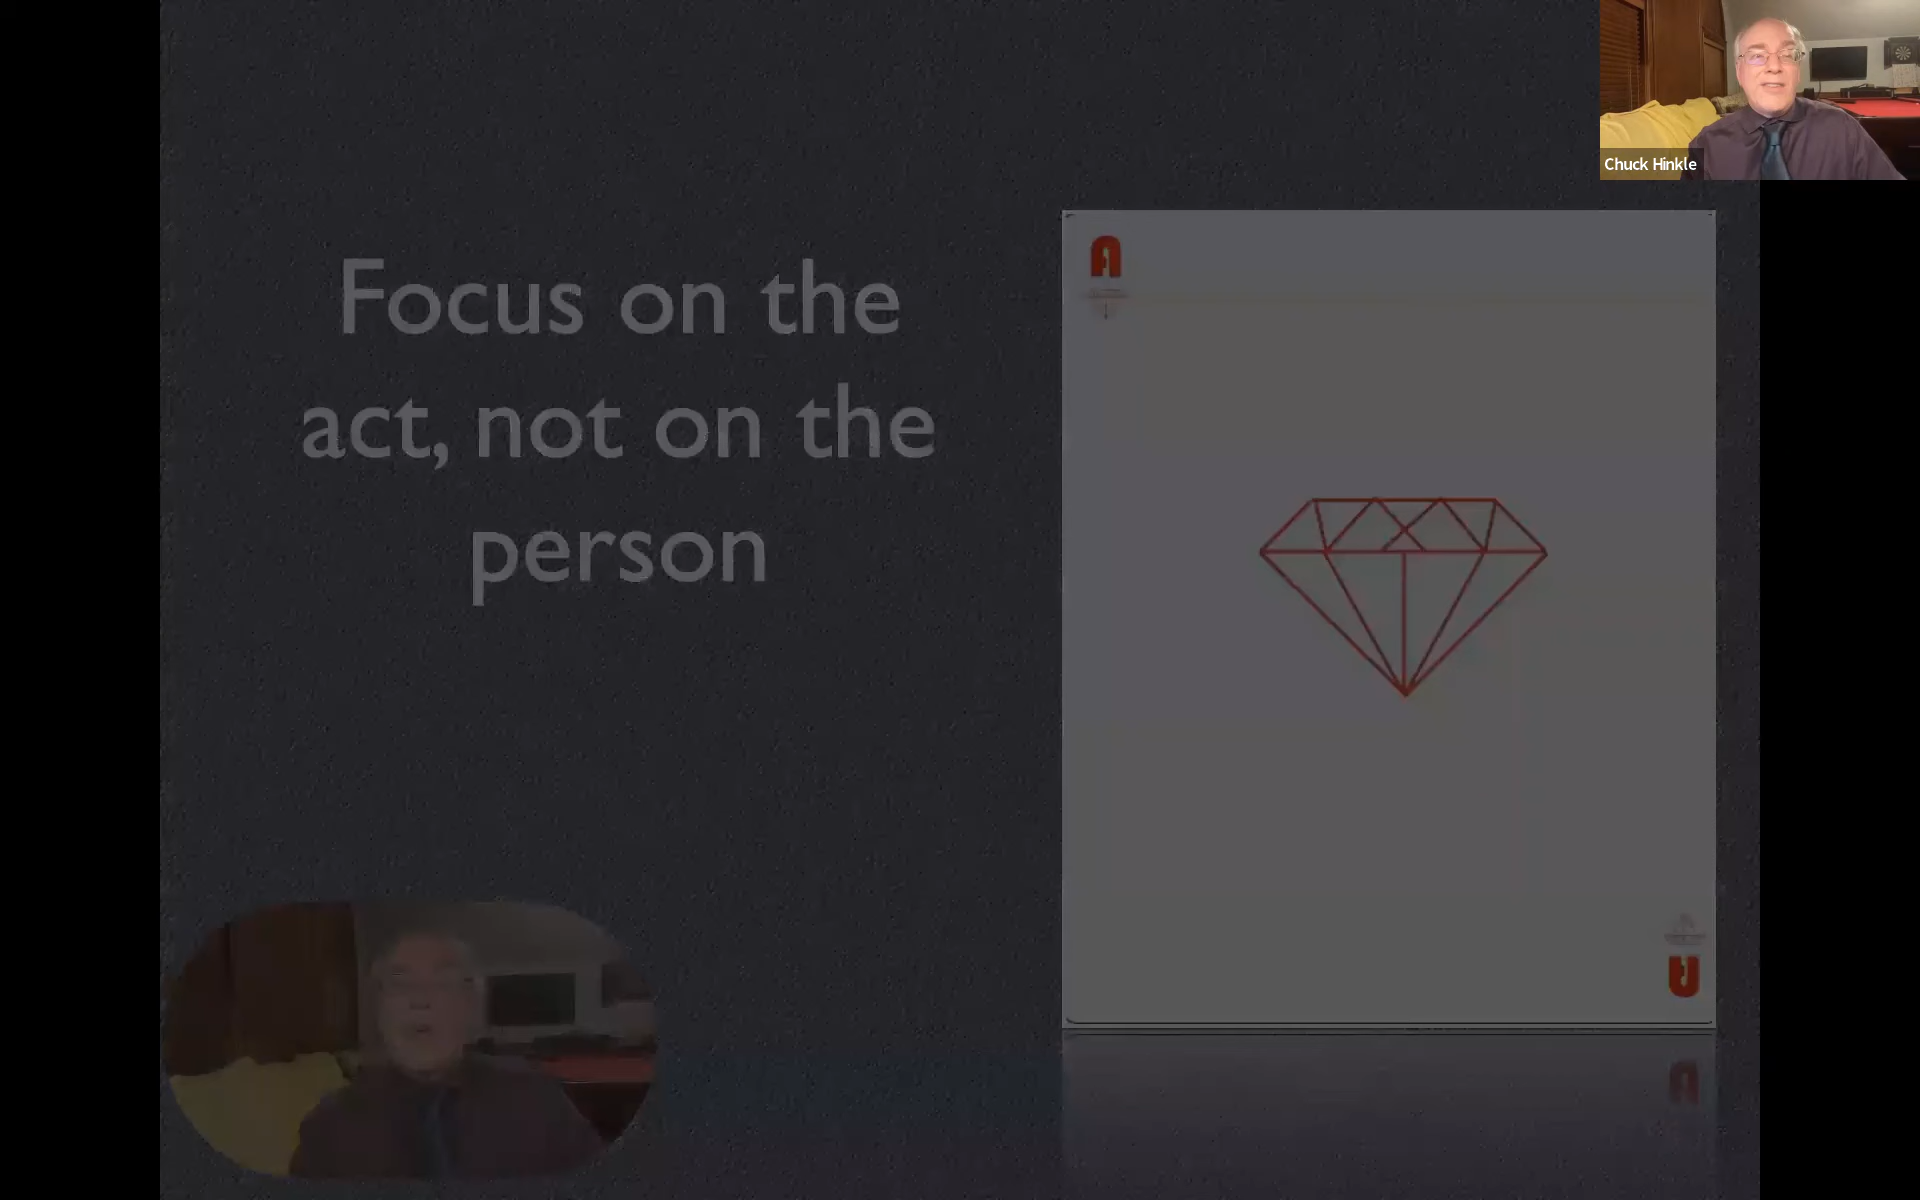 Focus on the
act, not on the
person
Chuck Hinkle
A
A
A